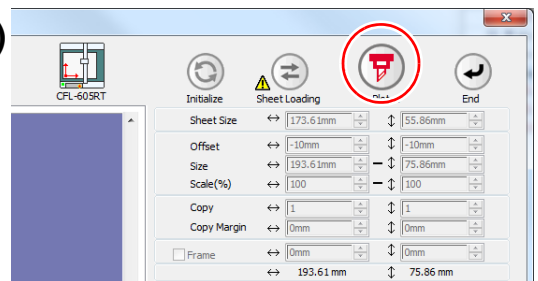 CFL-605RT
Initialize
Sheet Loading
Plot
End
Sheet Size 173.61mm 55.86mm
Offset -10mm -10mm
Size 193.61mm 75.86mm
Scale(%) 100 100
Copy 1 1
Copy Margin 0mm 0mm
Frame 0mm 0mm
193.61 mm 75.86 mm